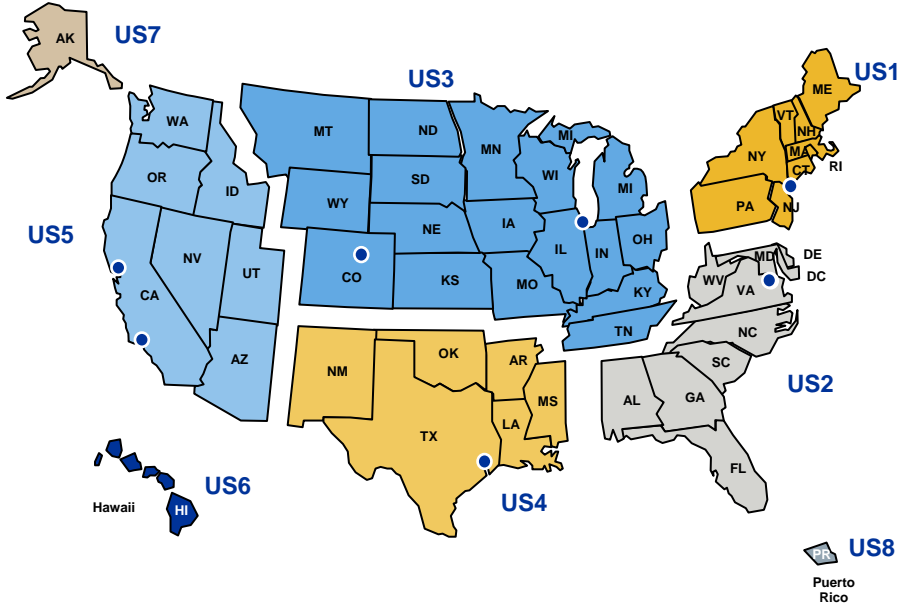 AK
US7
US3
US1
ME
WA
MT
ND
MN
MI
VT
NH
NY
MA
CT
RI
OR
ID
SD
WI
MI
WY
PA
NJ
US5
NE
IA
NV
UT
CO
KS
IL
IN
OH
MD
DE
WV
DC
VA
CA
MO
KY
TN
NC
AZ
NM
OK
AR
SC
US2
MS
AL
GA
TX
LA
FL
US6
US4
Hawaii
HI
PR
US8
Puerto
Rico